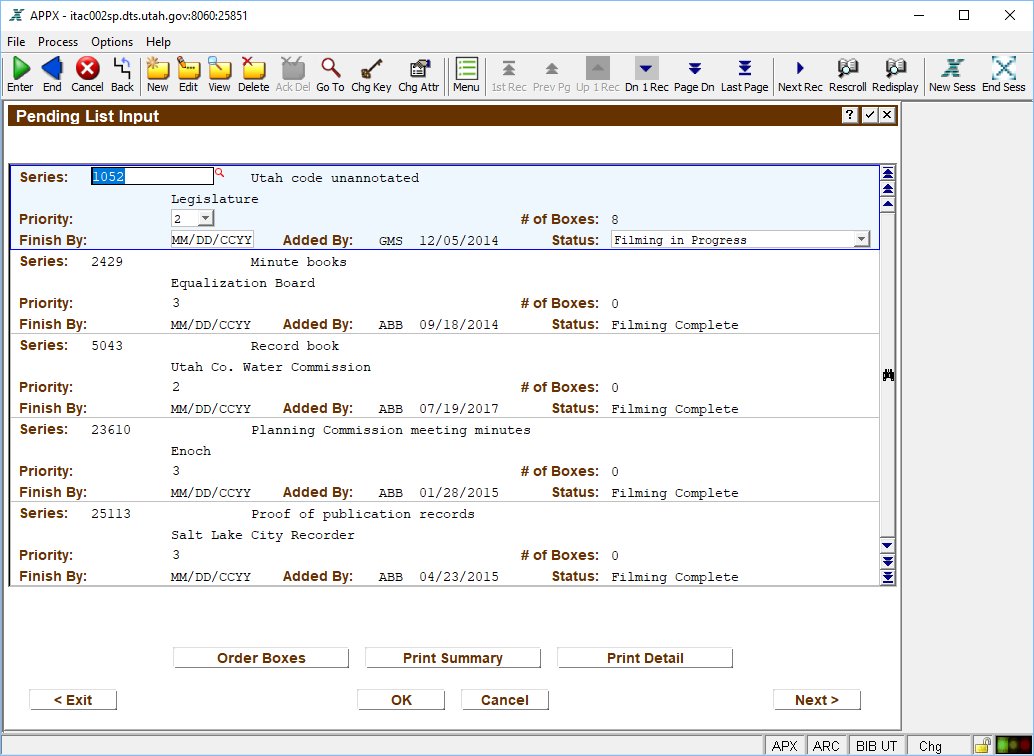 APPX - itac002sp.dts.utah.gov:8060:25851
File Process Options Help
Enter End Cancel Back New Edit View Delete Ack Del Go To Chg Key Chg Attr Menu 1st Rec Prev Pg Up 1 Rec Dn 1 Rec Page Dn Last Page Next Rec Rescroll Redisplay New Sess End Sess
Pending List Input
Series: 1052 Utah code unannotated
Legislature
Priority: 2 # of Boxes: 8
Finish By: MM/DD/CCYY Added By: GMS 12/05/2014 Status: Filming in Progress
Series: 2429 Minute books
Equalization Board
Priority: 3 # of Boxes: 0
Finish By: MM/DD/CCYY Added By: ABB 09/18/2014 Status: Filming Complete
Series: 5043 Record book
Utah Co. Water Commission
Priority: 2 # of Boxes: 0
Finish By: MM/DD/CCYY Added By: ABB 07/19/2017 Status: Filming Complete
Series: 23610 Planning Commission meeting minutes
Enoch
Priority: 3 # of Boxes: 0
Finish By: MM/DD/CCYY Added By: ABB 01/28/2015 Status: Filming Complete
Series: 25113 Proof of publication records
Salt Lake City Recorder
Priority: 3 # of Boxes: 0
Finish By: MM/DD/CCYY Added By: ABB 04/23/2015 Status: Filming Complete
Order Boxes Print Summary Print Detail
< Exit OK Cancel Next >
APX ARC BIB UT Chg